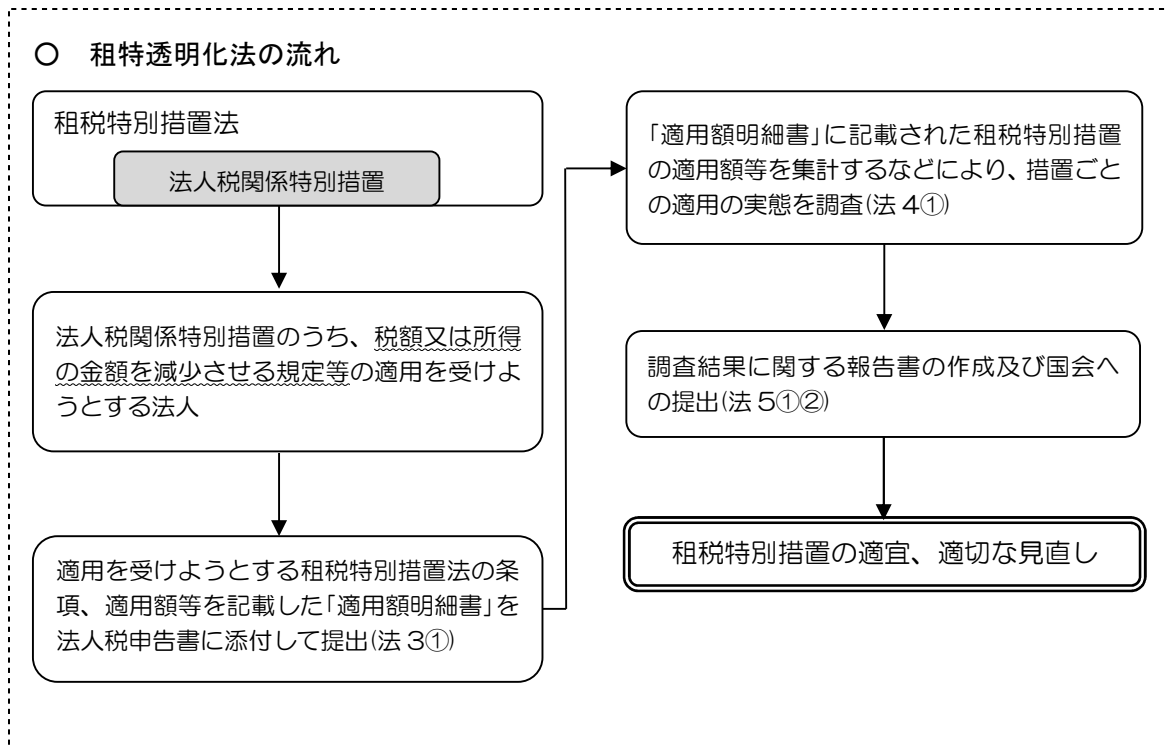 ○ 租特透明化法の流れ
租税特別措置法
法人税関係特別措置
法人税関係特別措置のうち、税額又は所得
の金額を減少させる規定等の適用を受けよ
うとする法人
適用を受けようとする租税特別措置法の条
項、適用額等を記載した「適用額明細書」を
法人税申告書に添付して提出(法3①)
「適用額明細書」に記載された租税特別措置
の適用額等を集計するなどにより、措置ごと
の適用の実態を調査(法4①)
調査結果に関する報告書の作成及び国会へ
の提出(法5①②)
租税特別措置の適宜、適切な見直し